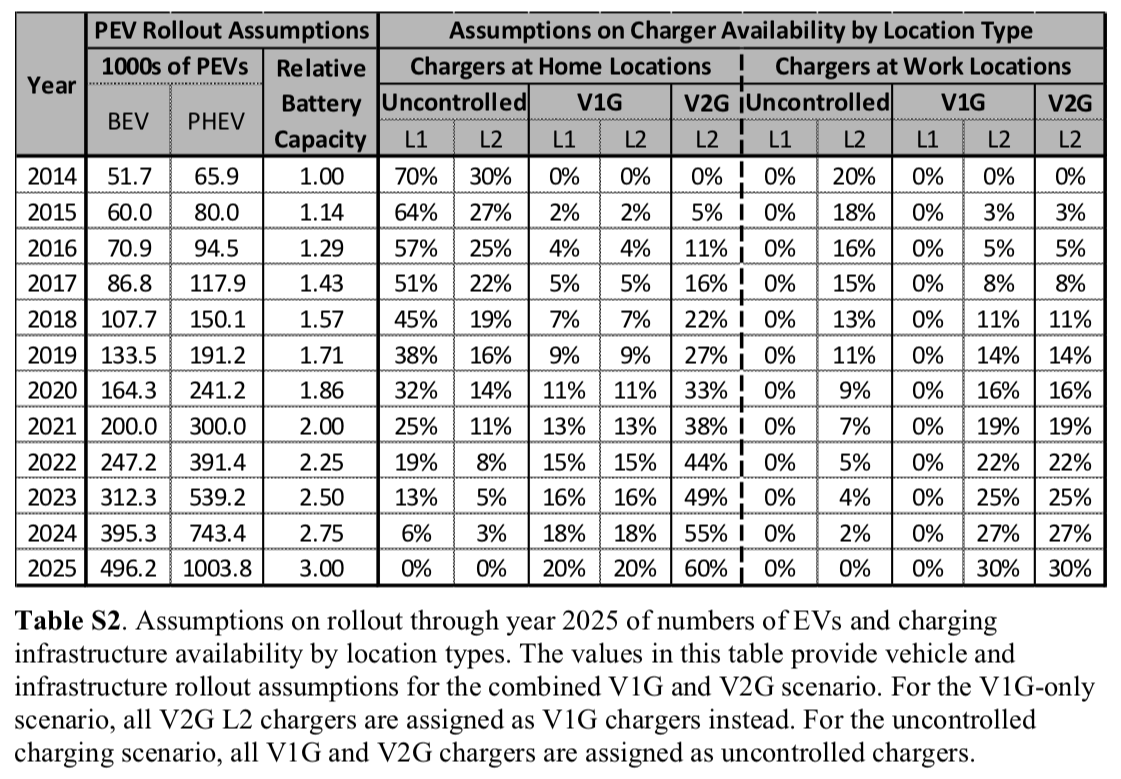 PEV Rollout Assumptions Assumptions on Charger Availability by Location Type
Year 1000s of PEVs Relative Battery Capacity Chargers at Home Locations Chargers at Work Locations
BEV PHEV Uncontrolled V1G V2G Uncontrolled V1G V2G
L1 L2 L1 L2 L2 L1 L2 L1 L2 L2
2014 51.7 65.9 1.00 70% 30% 0% 0% 0% 0% 20% 0% 0% 0%
2015 60.0 80.0 1.14 64% 27% 2% 2% 5% 0% 18% 0% 3% 3%
2016 70.9 94.5 1.29 57% 25% 4% 4% 11% 0% 16% 0% 5% 5%
2017 86.8 117.9 1.43 51% 22% 5% 5% 16% 0% 15% 0% 8% 8%
2018 107.7 150.1 1.57 45% 19% 7% 7% 22% 0% 13% 0% 11% 11%
2019 133.5 191.2 1.71 38% 16% 9% 9% 27% 0% 11% 0% 14% 14%
2020 164.3 241.2 1.86 32% 14% 11% 11% 33% 0% 9% 0% 16% 16%
2021 200.0 300.0 2.00 25% 11% 13% 13% 38% 0% 7% 0% 19% 19%
2022 247.2 391.4 2.25 19% 8% 15% 15% 44% 0% 5% 0% 22% 22%
2023 312.3 539.2 2.50 13% 5% 16% 16% 49% 0% 4% 0% 25% 25%
2024 395.3 743.4 2.75 6% 3% 18% 18% 55% 0% 2% 0% 27% 27%
2025 496.2 1003.8 3.00 0% 0% 20% 20% 60% 0% 0% 0% 30% 30%
Table S2. Assumptions on rollout through year 2025 of numbers of EVs and charging
infrastructure availability by location types. The values in this table provide vehicle and
infrastructure rollout assumptions for the combined V1G and V2G scenario. For the V1G-only
scenario, all V2G L2 chargers are assigned as V1G chargers instead. For the uncontrolled
charging scenario, all V1G and V2G chargers are assigned as uncontrolled chargers.